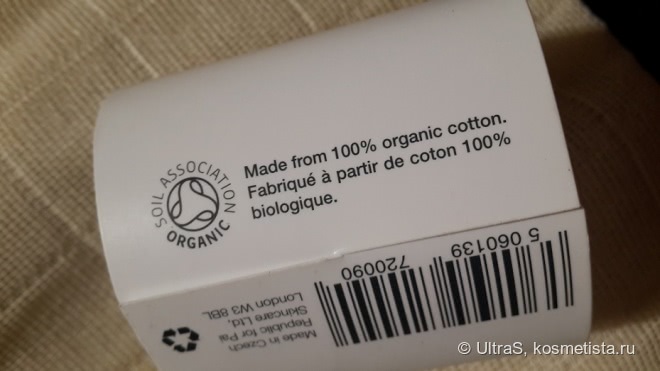 SOIL ASSOCIATION
ORGANIC
Made from 100% organic cotton.
Fabriqué à partir de coton 100%
biologique.
5 060139 720090
Made in Czech
Republic for Pai
Skincare Ltd.
London W3 8BL
© UltraS, kosmetista.ru